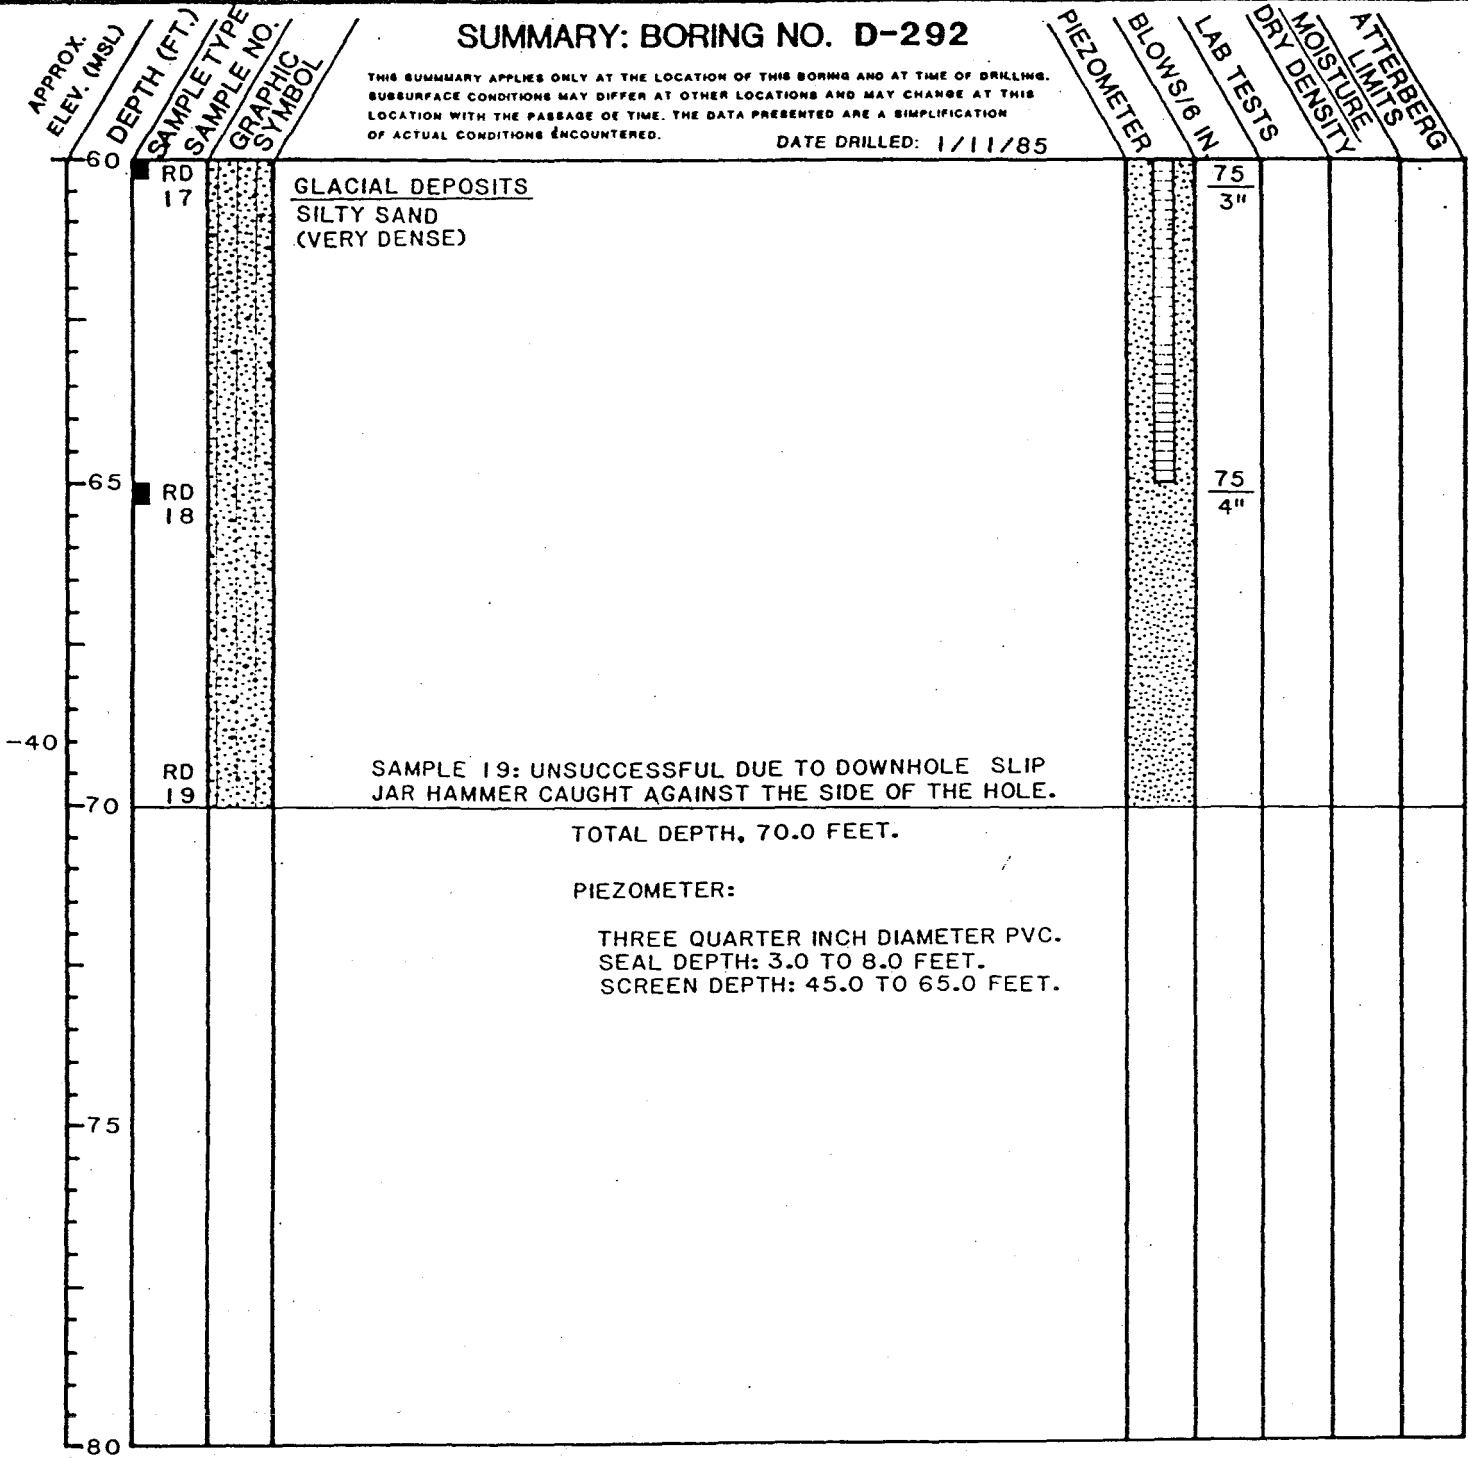 SUMMARY: BORING NO. D-292
THIS SUMMMARY APPLIES ONLY AT THE LOCATION OF THIS BORING AND AT TIME OF DRILLING.
SUBSURFACE CONDITIONS MAY DIFFER AT OTHER LOCATIONS AND MAY CHANGE AT THIS
LOCATION WITH THE PASSAGE OF TIME. THE DATA PRESENTED ARE A SIMPLIFICATION
OF ACTUAL CONDITIONS ENCOUNTERED.
DATE DRILLED: 1/11/85
APPROX.
ELEV. (MSL)
DEPTH (FT.)
SAMPLE TYPE
SAMPLE NO.
GRAPHIC
SYMBOL
PIEZOMETER
BLOWS/6 IN.
LAB TESTS
DRY DENSITY
MOISTURE
ATTERBERG
LIMITS
60
RD
17
GLACIAL DEPOSITS
SILTY SAND
(VERY DENSE)
75
3"
65
RD
18
75
4"
-40
RD
19
SAMPLE 19: UNSUCCESSFUL DUE TO DOWNHOLE SLIP
JAR HAMMER CAUGHT AGAINST THE SIDE OF THE HOLE.
70
TOTAL DEPTH, 70.0 FEET.
PIEZOMETER:
THREE QUARTER INCH DIAMETER PVC.
SEAL DEPTH: 3.0 TO 8.0 FEET.
SCREEN DEPTH: 45.0 TO 65.0 FEET.
75
80